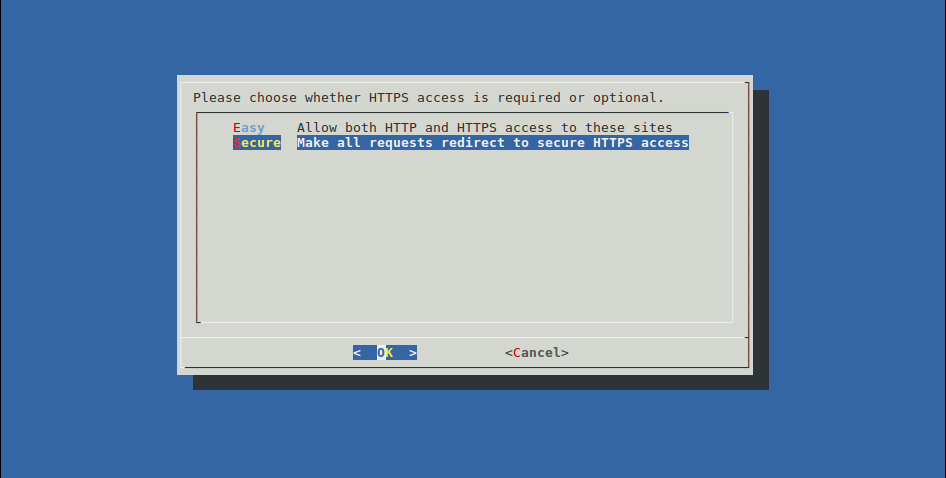 Please choose whether HTTPS access is required or optional.
Easy    Allow both HTTP and HTTPS access to these sites
Secure  Make all requests redirect to secure HTTPS access
<  OK  >           <Cancel>